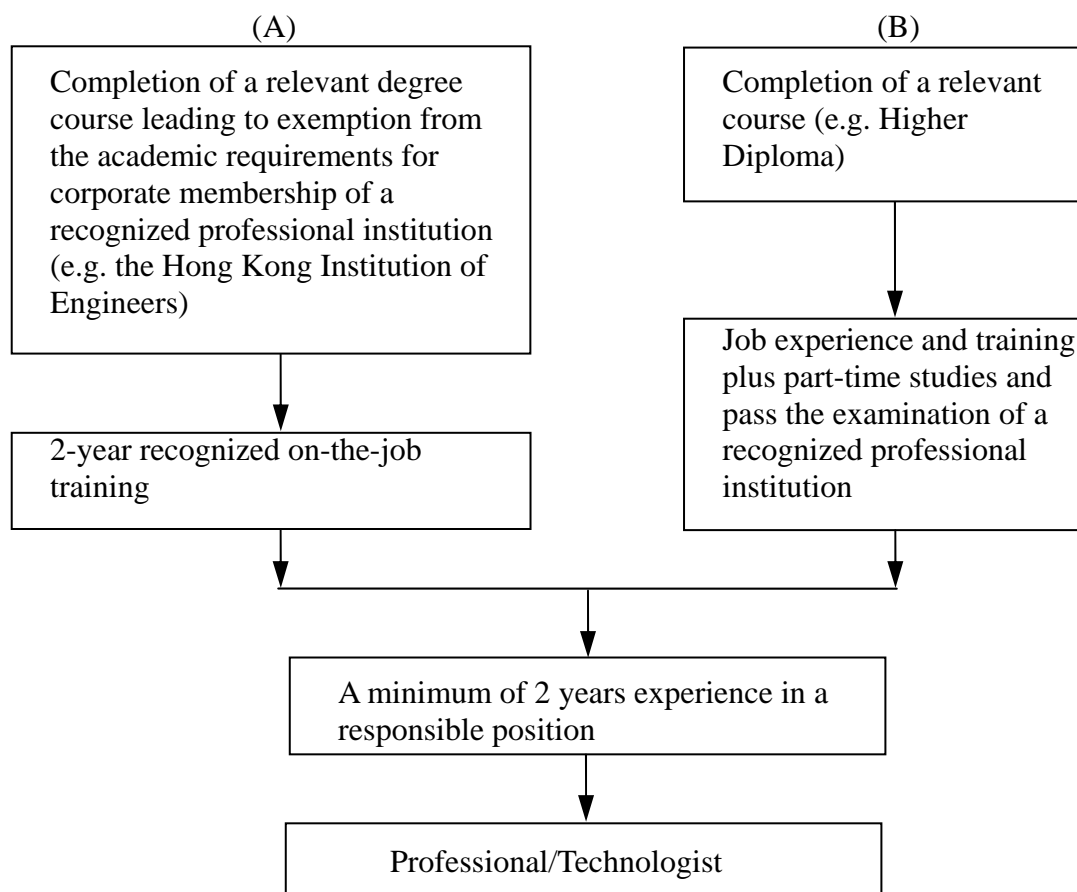 (A)
Completion of a relevant degree
course leading to exemption from
the academic requirements for
corporate membership of a
recognized professional institution
(e.g. the Hong Kong Institution of
Engineers)
2-year recognized on-the-job
training
(B)
Completion of a relevant
course (e.g. Higher
Diploma)
Job experience and training
plus part-time studies and
pass the examination of a
recognized professional
institution
A minimum of 2 years experience in a
responsible position
Professional/Technologist